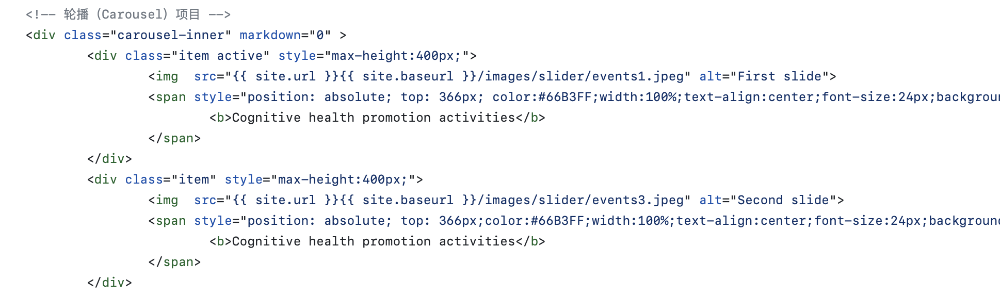 <!-- 轮播（Carousel）项目 -->
<div class="carousel-inner" markdown="0" >
<div class="item active" style="max-height:400px;">
<img  src="{{ site.url }}{{ site.baseurl }}/images/slider/events1.jpeg" alt="First slide">
<span style="position: absolute; top: 366px; color:#66B3FF;width:100%;text-align:center;font-size:24px;backgrou
<b>Cognitive health promotion activities</b>
</span>
</div>
<div class="item" style="max-height:400px;">
<img  src="{{ site.url }}{{ site.baseurl }}/images/slider/events3.jpeg" alt="Second slide">
<span style="position: absolute; top: 366px;color:#66B3FF;width:100%;text-align:center;font-size:24px;background
<b>Cognitive health promotion activities</b>
</span>
</div>